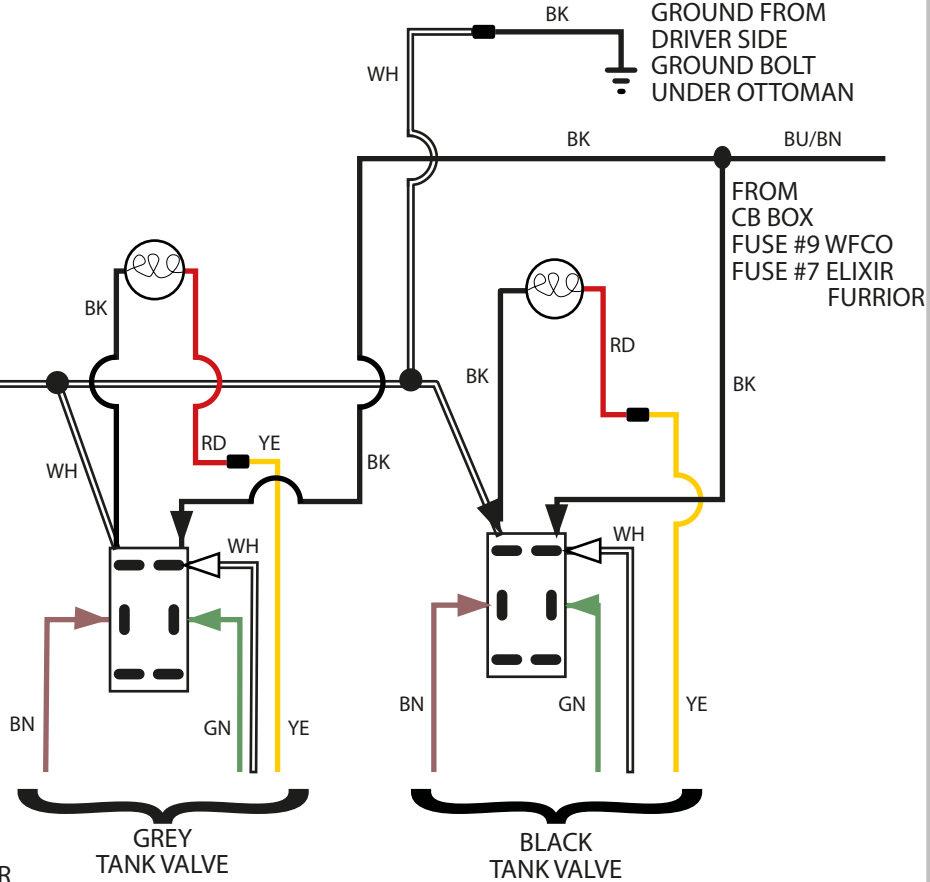 BK
GROUND FROM
DRIVER SIDE
GROUND BOLT
UNDER OTTOMAN
WH
BK
BU/BN
FROM
CB BOX
FUSE #9 WFCO
FUSE #7 ELIXIR
FURRIOR
BK
RD
BK
BK
RD
YE
BK
WH
WH
WH
BN
GN
YE
BN
GN
YE
GREY
TANK VALVE
BLACK
TANK VALVE
R